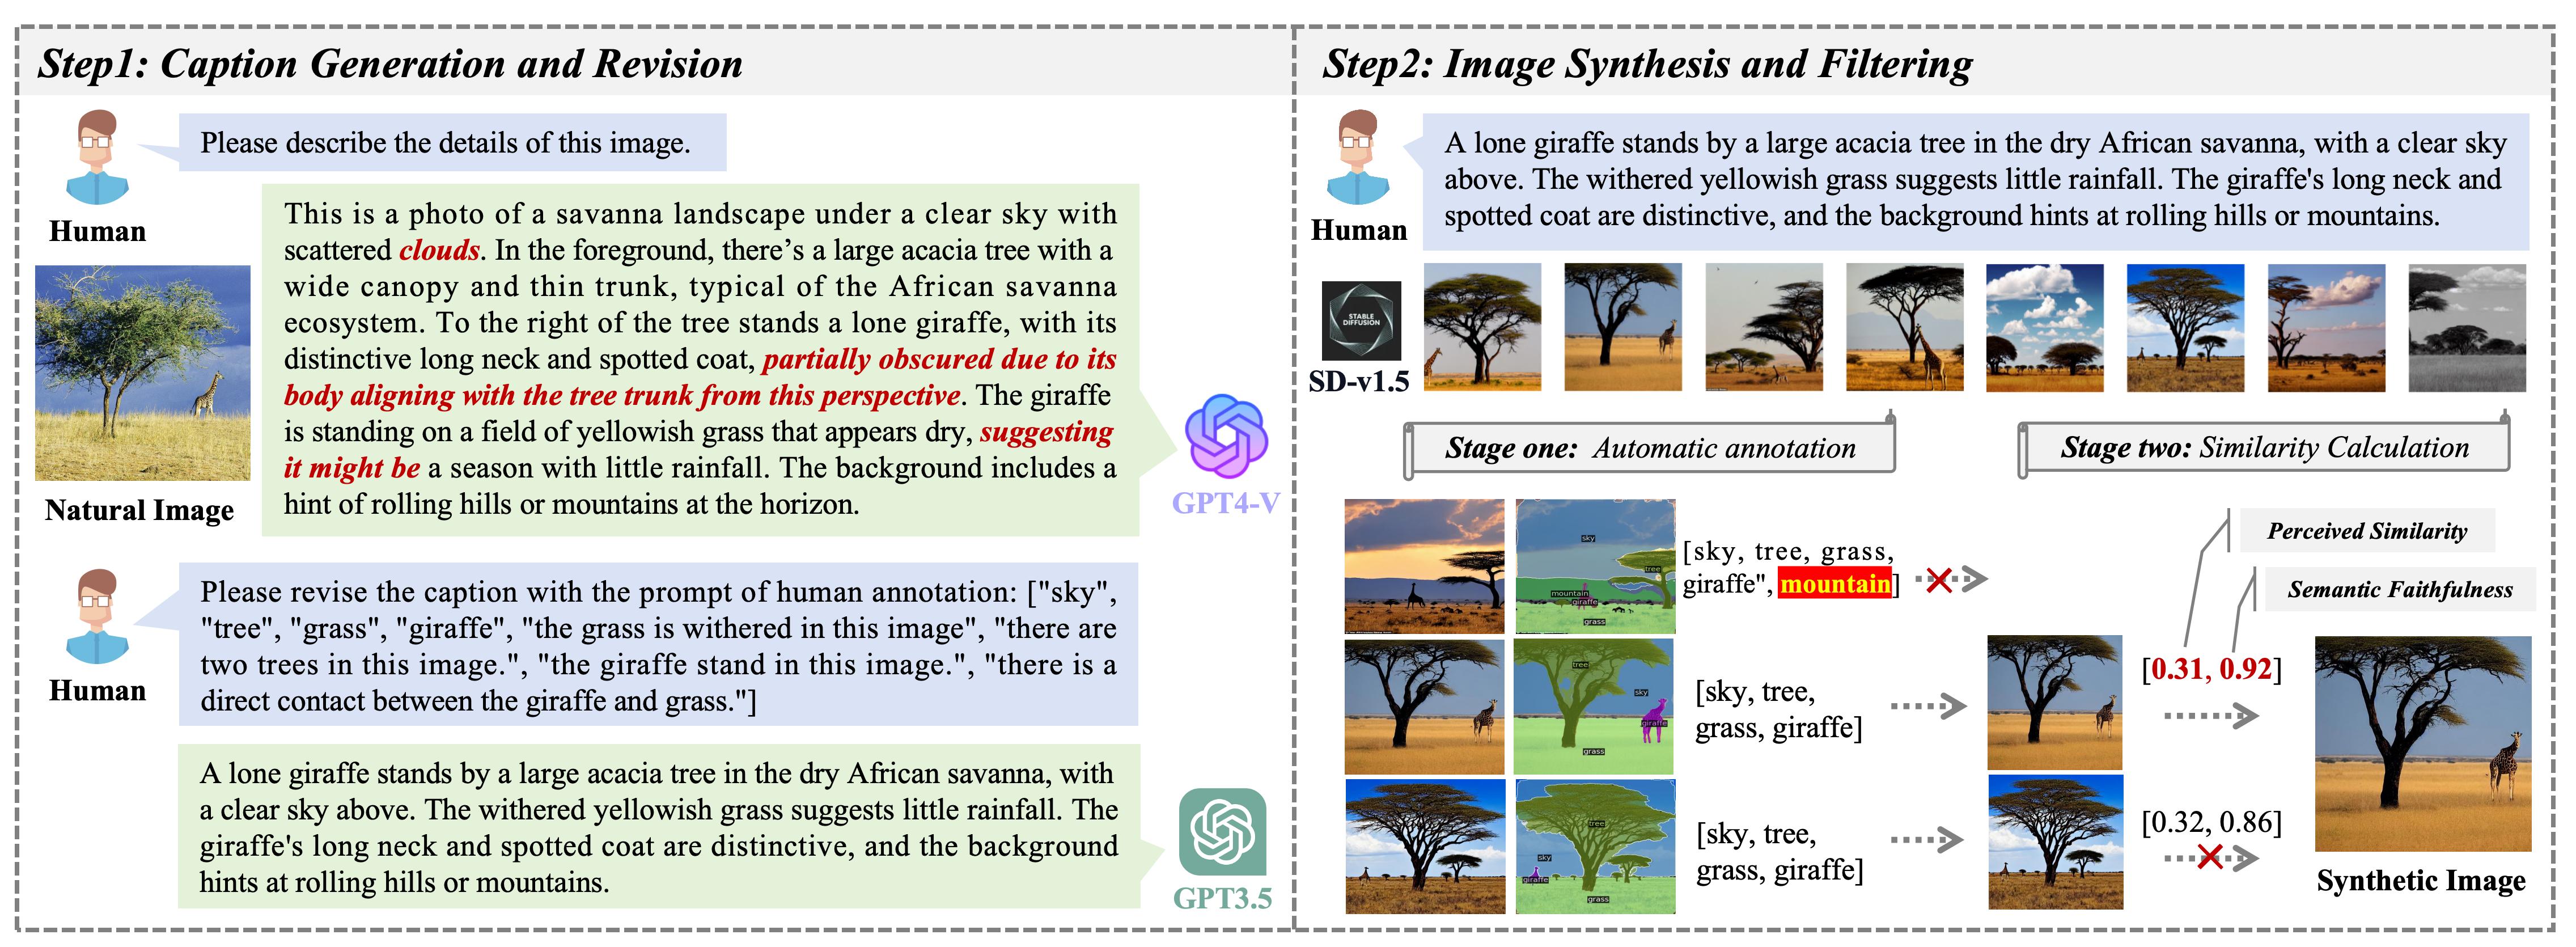 Step1: Caption Generation and Revision
Please describe the details of this image.
Human
This is a photo of a savanna landscape under a clear sky with
scattered clouds. In the foreground, there's a large acacia tree with a
wide canopy and thin trunk, typical of the African savanna
ecosystem. To the right of the tree stands a lone giraffe, with its
distinctive long neck and spotted coat, partially obscured due to its
body aligning with the tree trunk from this perspective. The giraffe
is standing on a field of yellowish grass that appears dry, suggesting
it might be a season with little rainfall. The background includes a
hint of rolling hills or mountains at the horizon.
Natural Image
GPT4-V
Please revise the caption with the prompt of human annotation: ["sky",
"tree", "grass", "giraffe", "the grass is withered in this image", "there are
two trees in this image.", "the giraffe stand in this image.", "there is a
direct contact between the giraffe and grass."]
Human
A lone giraffe stands by a large acacia tree in the dry African savanna, with
a clear sky above. The withered yellowish grass suggests little rainfall. The
giraffe's long neck and spotted coat are distinctive, and the background
hints at rolling hills or mountains.
GPT3.5
Step2: Image Synthesis and Filtering
A lone giraffe stands by a large acacia tree in the dry African savanna, with a clear sky
above. The withered yellowish grass suggests little rainfall. The giraffe's long neck and
spotted coat are distinctive, and the background hints at rolling hills or mountains.
Human
STABLE
DIFFUSION
SD-v1.5
Stage one: Automatic annotation
Stage two: Similarity Calculation
sky
tree
mountain
giraffe
grass
[sky, tree, grass,
giraffe", mountain]
Perceived Similarity
Semantic Faithfulness
tree
sky
giraffe
grass
[sky, tree,
grass, giraffe]
[0.31, 0.92]
tree
sky
giraffe
grass
[sky, tree,
grass, giraffe]
[0.32, 0.86]
Synthetic Image